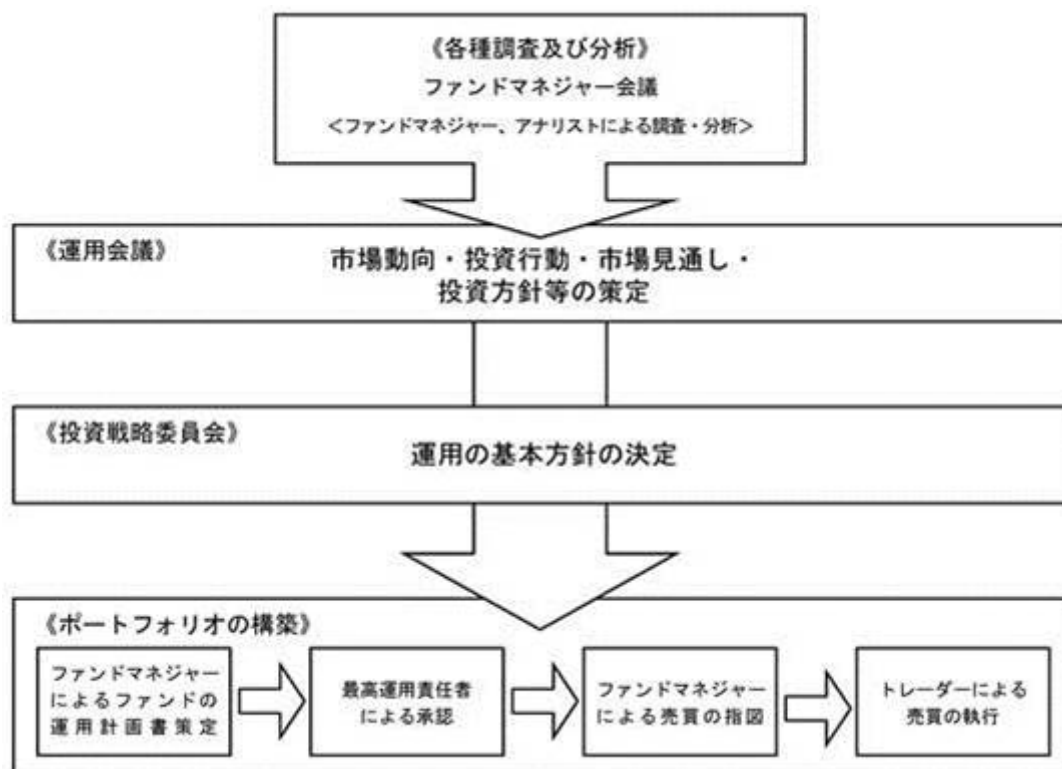 《各種調査及び分析》
ファンドマネジャー会議
<ファンドマネジャー、アナリストによる調査・分析>
《運用会議》
市場動向・投資行動・市場見通し・
投資方針等の策定
《投資戦略委員会》
運用の基本方針の決定
《ポートフォリオの構築》
ファンドマネジャー
によるファンドの
運用計画書策定
最高運用責任者
による承認
ファンドマネジャー
による売買の指図
トレーダーによる
売買の執行